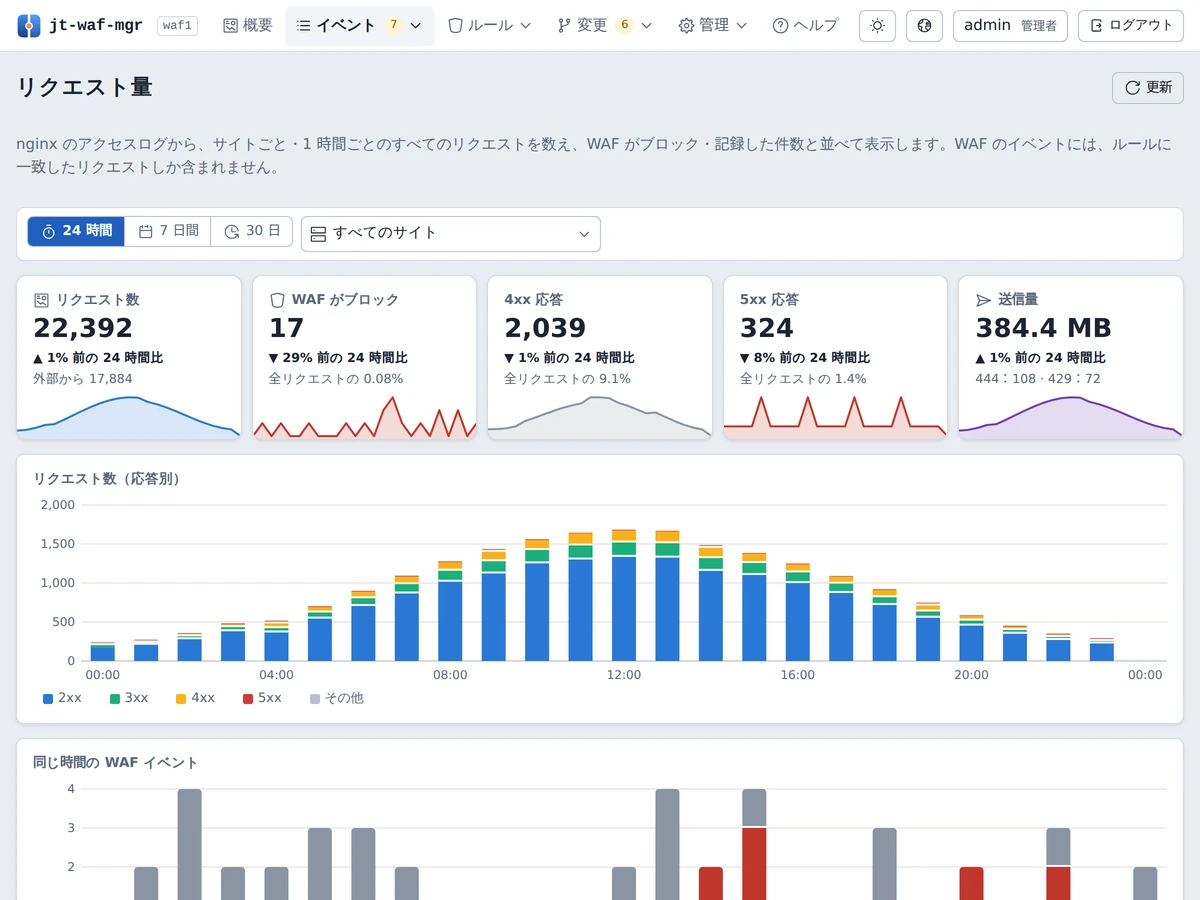 jt-waf-mgr waf1 概要 イベント 7 ルール 変更 6 管理 ヘルプ admin 管理者 ログアウト
リクエスト量
更新
nginx のアクセスログから、サイトごと・1 時間ごとのすべてのリクエストを数え、WAF がブロック・記録した件数と並べて表示します。WAF のイベントには、ルールに
一致したリクエストしか含まれません。
24 時間 7 日間 30 日 すべてのサイト
リクエスト数
22,392
▲ 1% 前の 24 時間比
外部から 17,884
WAF がブロック
17
▼ 29% 前の 24 時間比
全リクエストの 0.08%
4xx 応答
2,039
▼ 1% 前の 24 時間比
全リクエストの 9.1%
5xx 応答
324
▼ 8% 前の 24 時間比
全リクエストの 1.4%
送信量
384.4 MB
▲ 1% 前の 24 時間比
444：108 · 429：72
リクエスト数（応答別）
2,000
1,500
1,000
500
0
00:00 04:00 08:00 12:00 16:00 20:00 00:00
2xx 3xx 4xx 5xx その他
同じ時間の WAF イベント
4
3
2